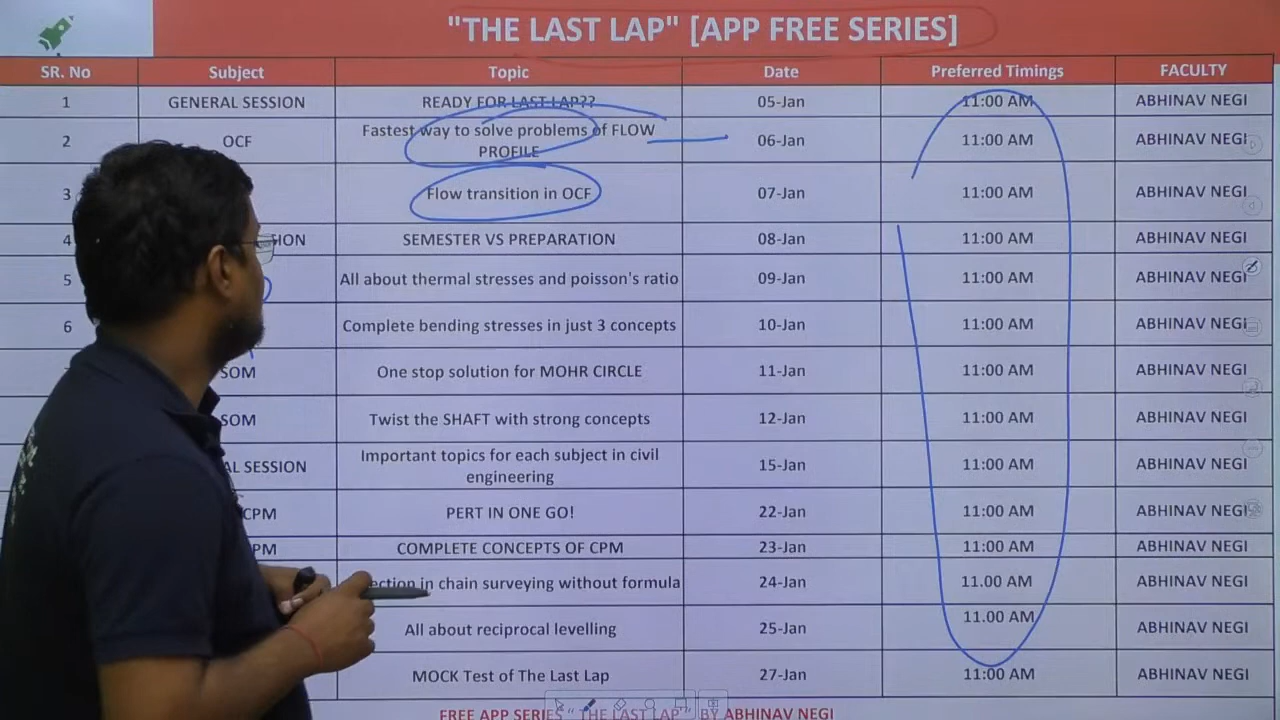 "THE LAST LAP" [APP FREE SERIES]
SR. No Subject Topic Date Preferred Timings FACULTY
1 GENERAL SESSION READY FOR LAST LAP?? 05-Jan 11:00 AM ABHINAV NEGI
2 OCF Fastest way to solve problems of FLOW PROFILE 06-Jan 11:00 AM ABHINAV NEGI
3 Flow transition in OCF 07-Jan 11:00 AM ABHINAV NEGI
4 SEMESTER VS PREPARATION 08-Jan 11:00 AM ABHINAV NEGI
5 All about thermal stresses and poisson's ratio 09-Jan 11:00 AM ABHINAV NEGI
6 Complete bending stresses in just 3 concepts 10-Jan 11:00 AM ABHINAV NEGI
SOM One stop solution for MOHR CIRCLE 11-Jan 11:00 AM ABHINAV NEGI
SOM Twist the SHAFT with strong concepts 12-Jan 11:00 AM ABHINAV NEGI
SESSION Important topics for each subject in civil engineering 15-Jan 11:00 AM ABHINAV NEGI
CPM PERT IN ONE GO! 22-Jan 11:00 AM ABHINAV NEGI
COMPLETE CONCEPTS OF CPM 23-Jan 11:00 AM ABHINAV NEGI
in chain surveying without formula 24-Jan 11.00 AM ABHINAV NEGI
All about reciprocal levelling 25-Jan 11.00 AM ABHINAV NEGI
MOCK Test of The Last Lap 27-Jan 11:00 AM ABHINAV NEGI
FREE APP SERIES "THE LAST LAP" BY ABHINAV NEGI